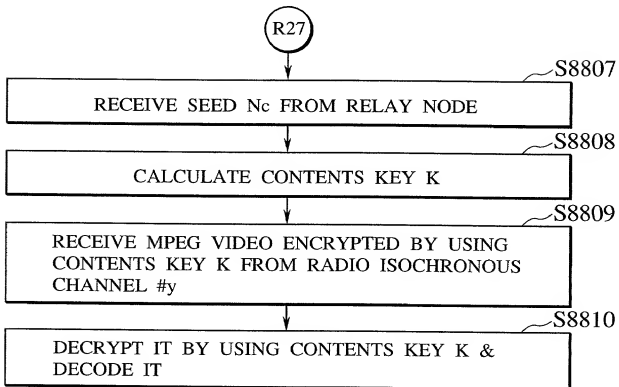 R27
S8807
RECEIVE SEED Nc FROM RELAY NODE
S8808
CALCULATE CONTENTS KEY K
S8809
RECEIVE MPEG VIDEO ENCRYPTED BY USING
CONTENTS KEY K FROM RADIO ISOCHRONOUS
CHANNEL #y
S8810
DECRYPT IT BY USING CONTENTS KEY K &
DECODE IT